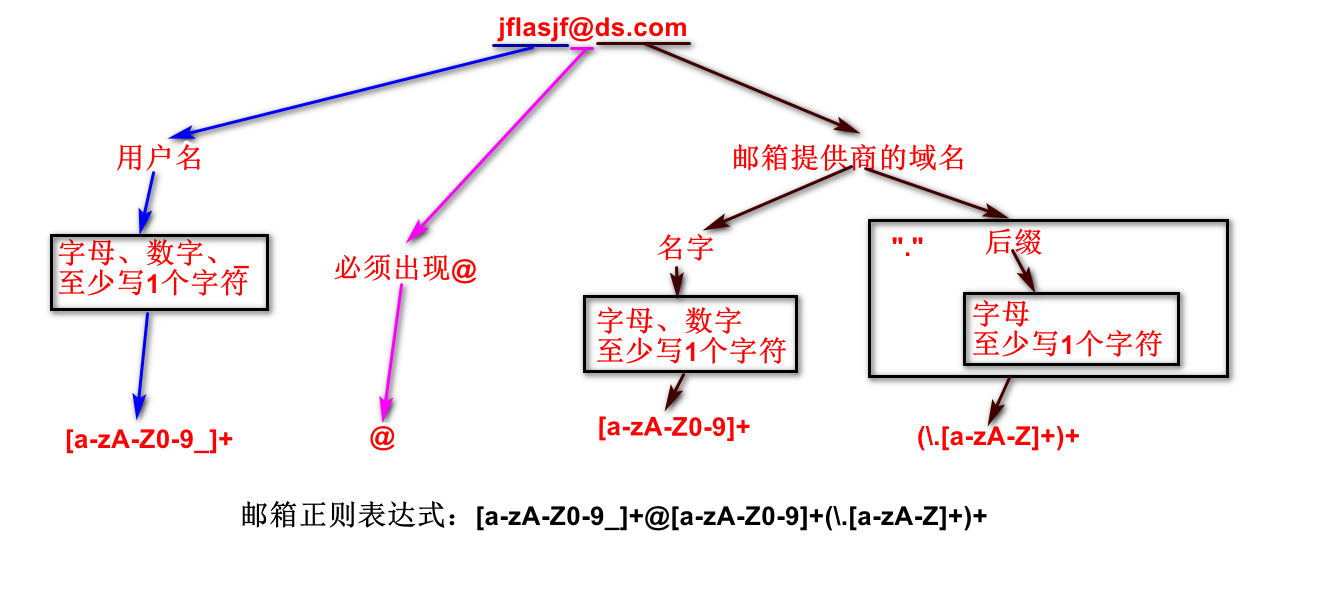 jflasjf@ds.com
用户名
邮箱提供商的域名
字母、数字、_
至少写1个字符
必须出现@
名字
"."
后缀
字母、数字
至少写1个字符
字母
至少写1个字符
[a-zA-Z0-9_]+
@
[a-zA-Z0-9]+
(\.[a-zA-Z]+)+
邮箱正则表达式：[a-zA-Z0-9_]+@[a-zA-Z0-9]+(\.[a-zA-Z]+)+